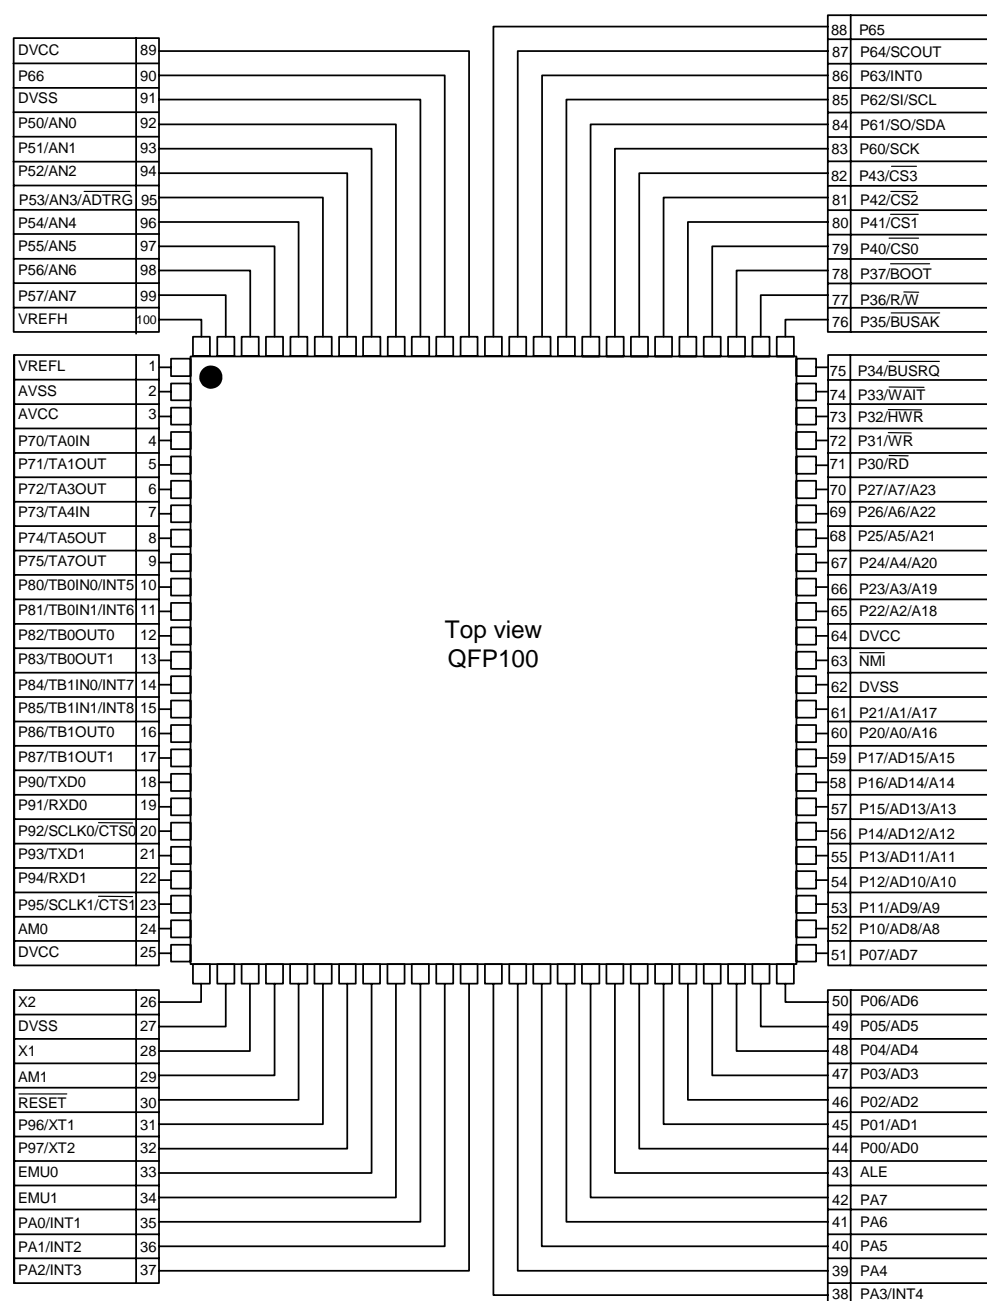 DVCC 89
P66 90
DVSS 91
P50/AN0 92
P51/AN1 93
P52/AN2 94
P53/AN3/ADTRG 95
P54/AN4 96
P55/AN5 97
P56/AN6 98
P57/AN7 99
VREFH 100
88 P65
87 P64/SCOUT
86 P63/INT0
85 P62/SI/SCL
84 P61/SO/SDA
83 P60/SCK
82 P43/CS3
81 P42/CS2
80 P41/CS1
79 P40/CS0
78 P37/BOOT
77 P36/R/W
76 P35/BUSAK
VREFL 1
AVSS 2
AVCC 3
P70/TA0IN 4
P71/TA1OUT 5
P72/TA3OUT 6
P73/TA4IN 7
P74/TA5OUT 8
P75/TA7OUT 9
P80/TB0IN0/INT5 10
P81/TB0IN1/INT6 11
P82/TB0OUT0 12
P83/TB0OUT1 13
P84/TB1IN0/INT7 14
P85/TB1IN1/INT8 15
P86/TB1OUT0 16
P87/TB1OUT1 17
P90/TXD0 18
P91/RXD0 19
P92/SCLK0/CTS0 20
P93/TXD1 21
P94/RXD1 22
P95/SCLK1/CTS1 23
AM0 24
DVCC 25
Top view
QFP100
75 P34/BUSRQ
74 P33/WAIT
73 P32/HWR
72 P31/WR
71 P30/RD
70 P27/A7/A23
69 P26/A6/A22
68 P25/A5/A21
67 P24/A4/A20
66 P23/A3/A19
65 P22/A2/A18
64 DVCC
63 NMI
62 DVSS
61 P21/A1/A17
60 P20/A0/A16
59 P17/AD15/A15
58 P16/AD14/A14
57 P15/AD13/A13
56 P14/AD12/A12
55 P13/AD11/A11
54 P12/AD10/A10
53 P11/AD9/A9
52 P10/AD8/A8
51 P07/AD7
X2 26
DVSS 27
X1 28
AM1 29
RESET 30
P96/XT1 31
P97/XT2 32
EMU0 33
EMU1 34
PA0/INT1 35
PA1/INT2 36
PA2/INT3 37
50 P06/AD6
49 P05/AD5
48 P04/AD4
47 P03/AD3
46 P02/AD2
45 P01/AD1
44 P00/AD0
43 ALE
42 PA7
41 PA6
40 PA5
39 PA4
38 PA3/INT4